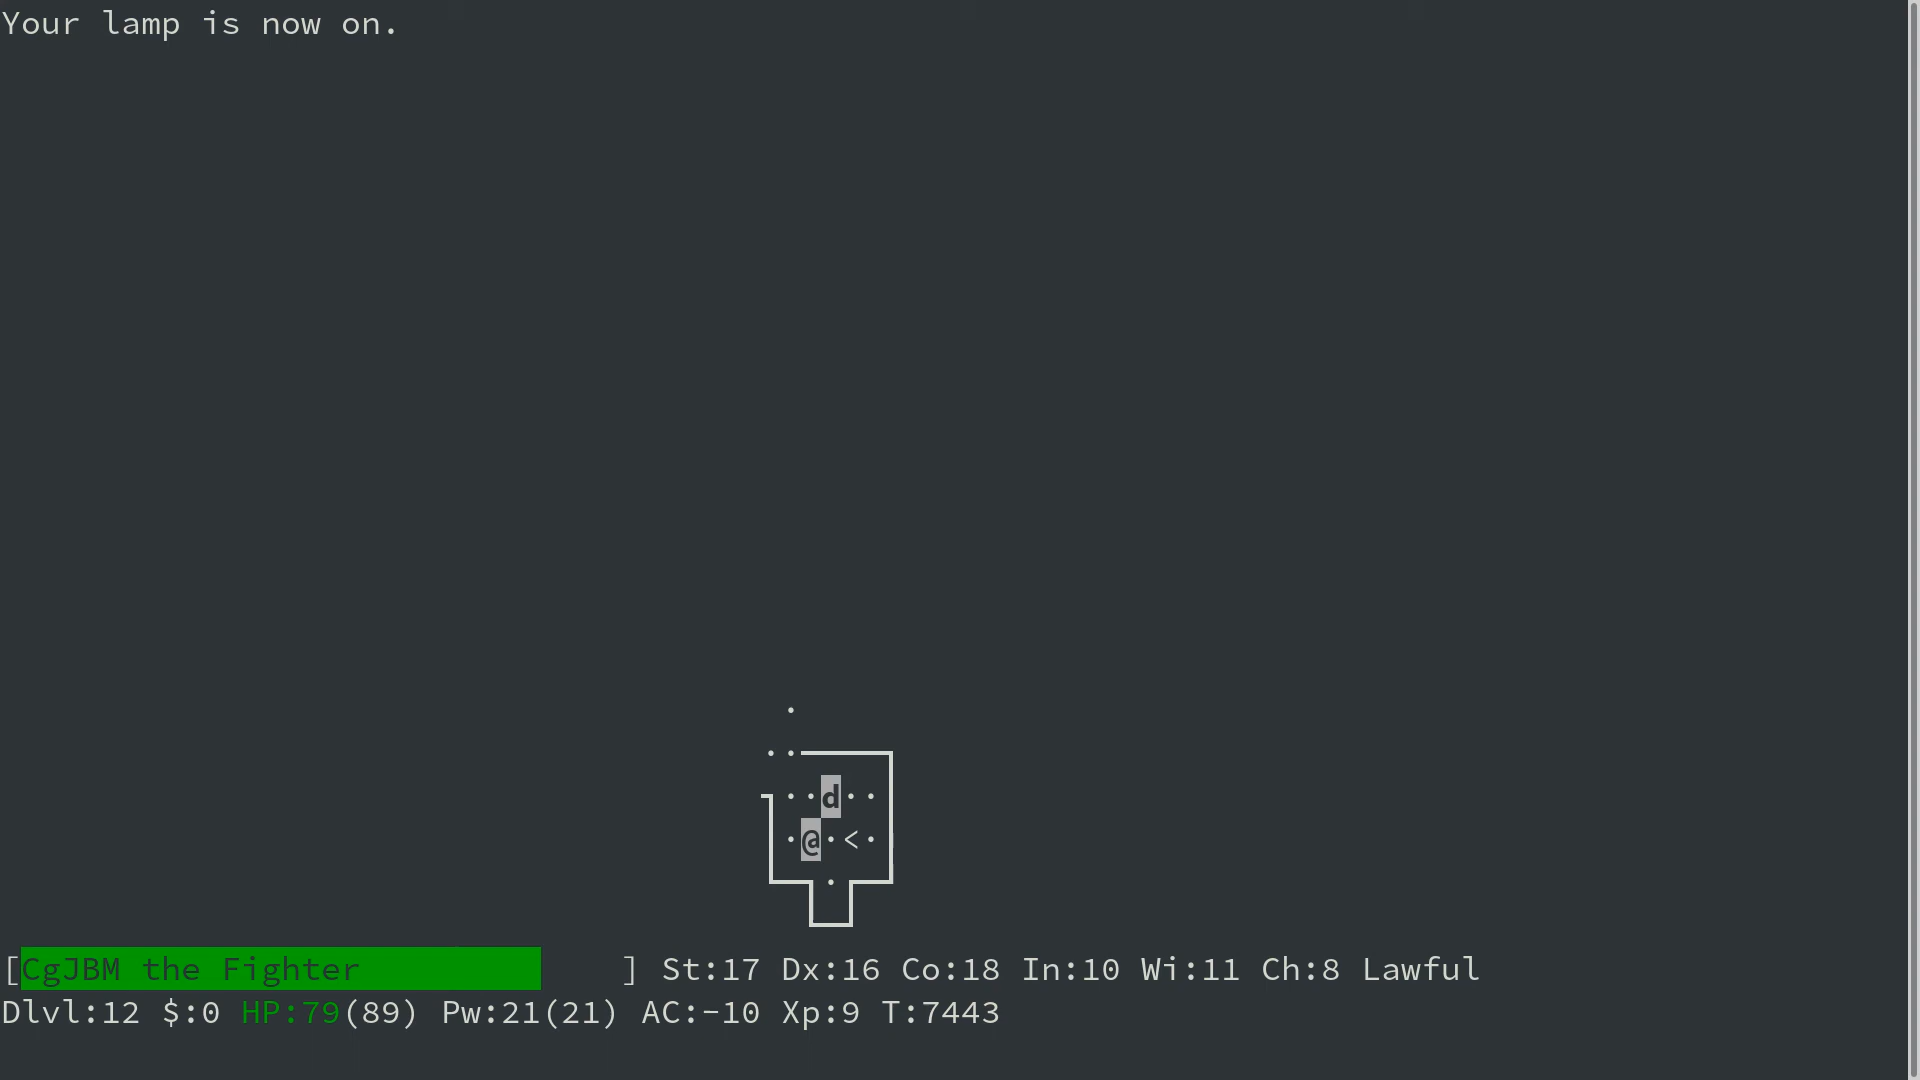 Your lamp is now on.
.
..
..d..
.@.<.
.
[CgJBM the Fighter ] St:17 Dx:16 Co:18 In:10 Wi:11 Ch:8 Lawful
Dlvl:12 $:0 HP:79(89) Pw:21(21) AC:-10 Xp:9 T:7443